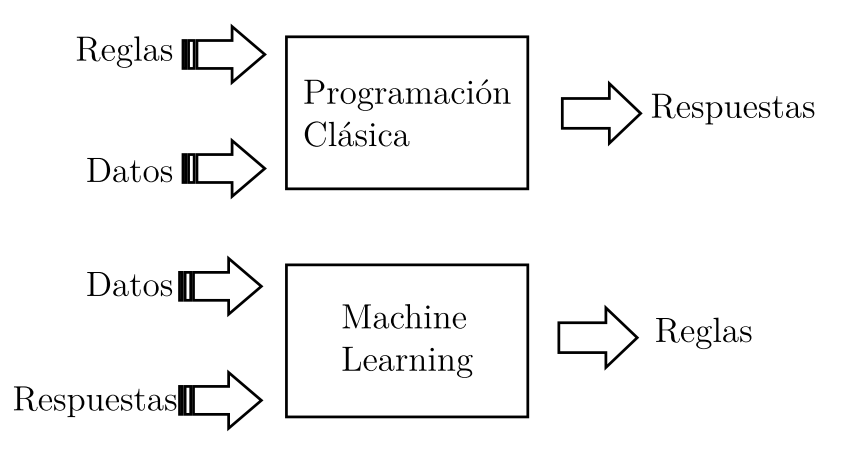 Reglas
Programación
Clásica
Respuestas
Datos
Datos
Machine
Learning
Reglas
Respuestas